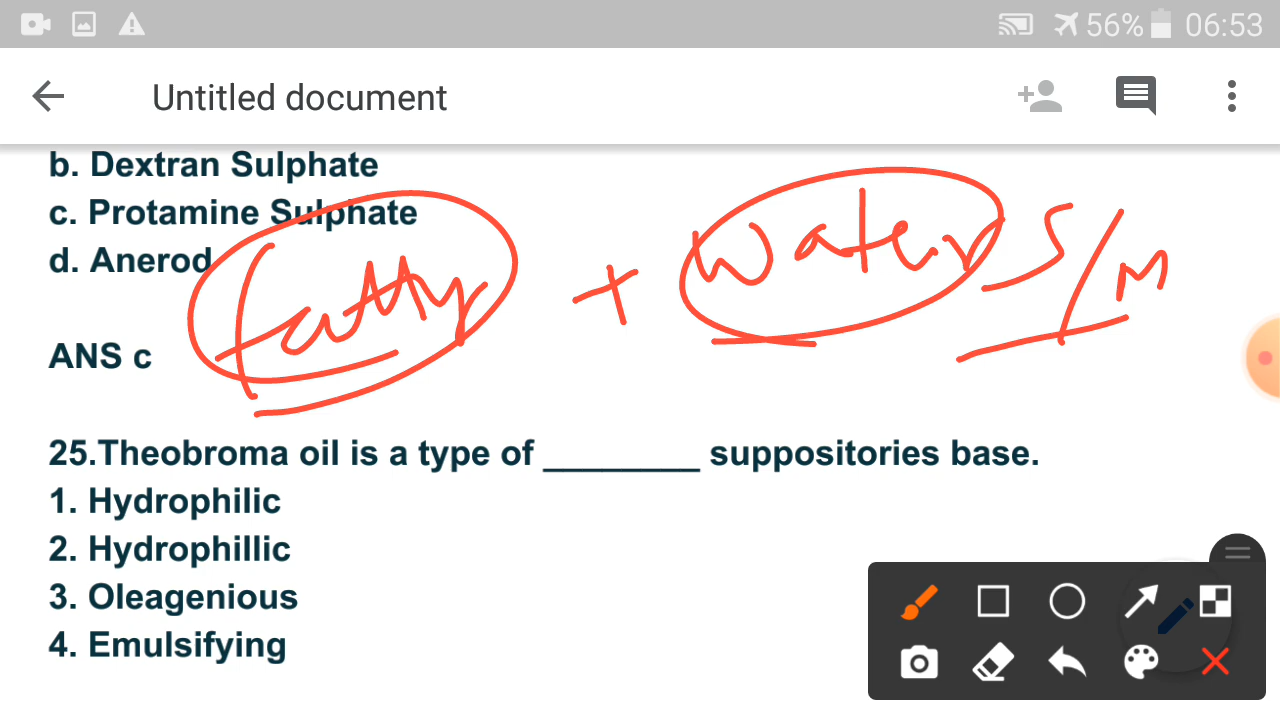 56% 06:53
Untitled document
b. Dextran Sulphate
c. Protamine Sulphate
d. Anerod
fatty + water S/M
ANS c
25.Theobroma oil is a type of ________ suppositories base.
1. Hydrophilic
2. Hydrophillic
3. Oleagenious
4. Emulsifying